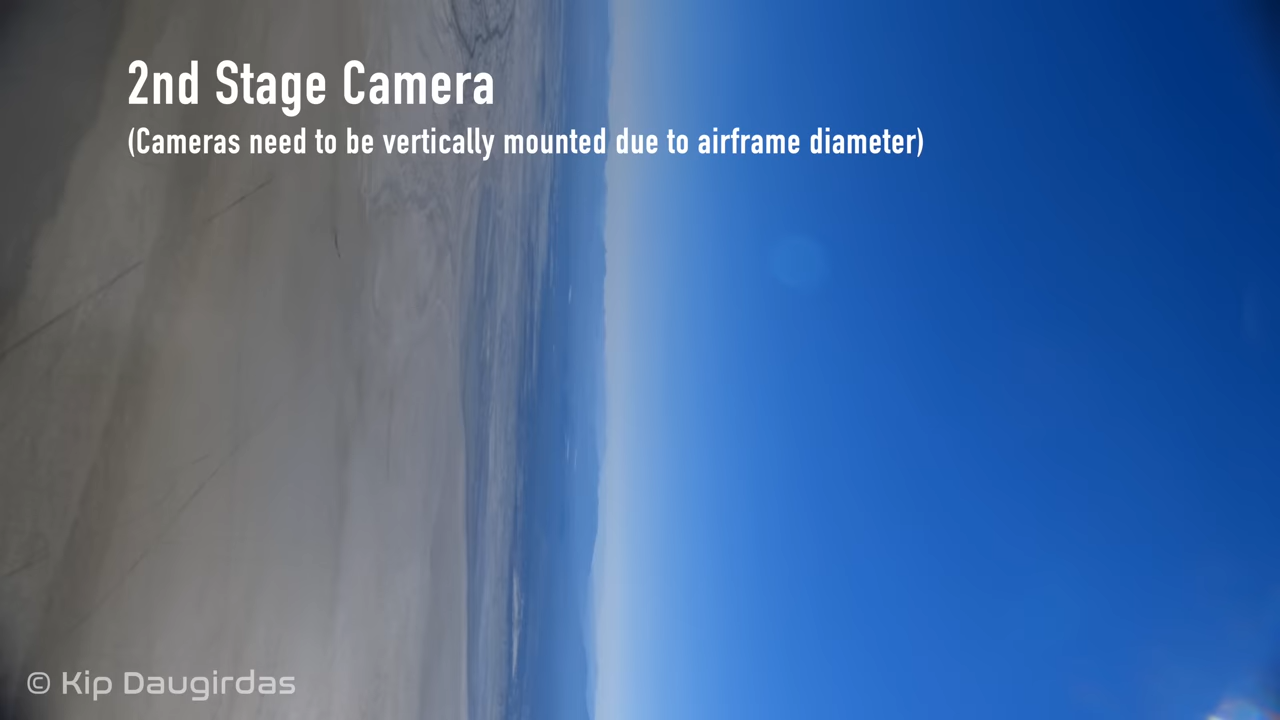 2nd Stage Camera
(Cameras need to be vertically mounted due to airframe diameter)
© Kip Daugirdas